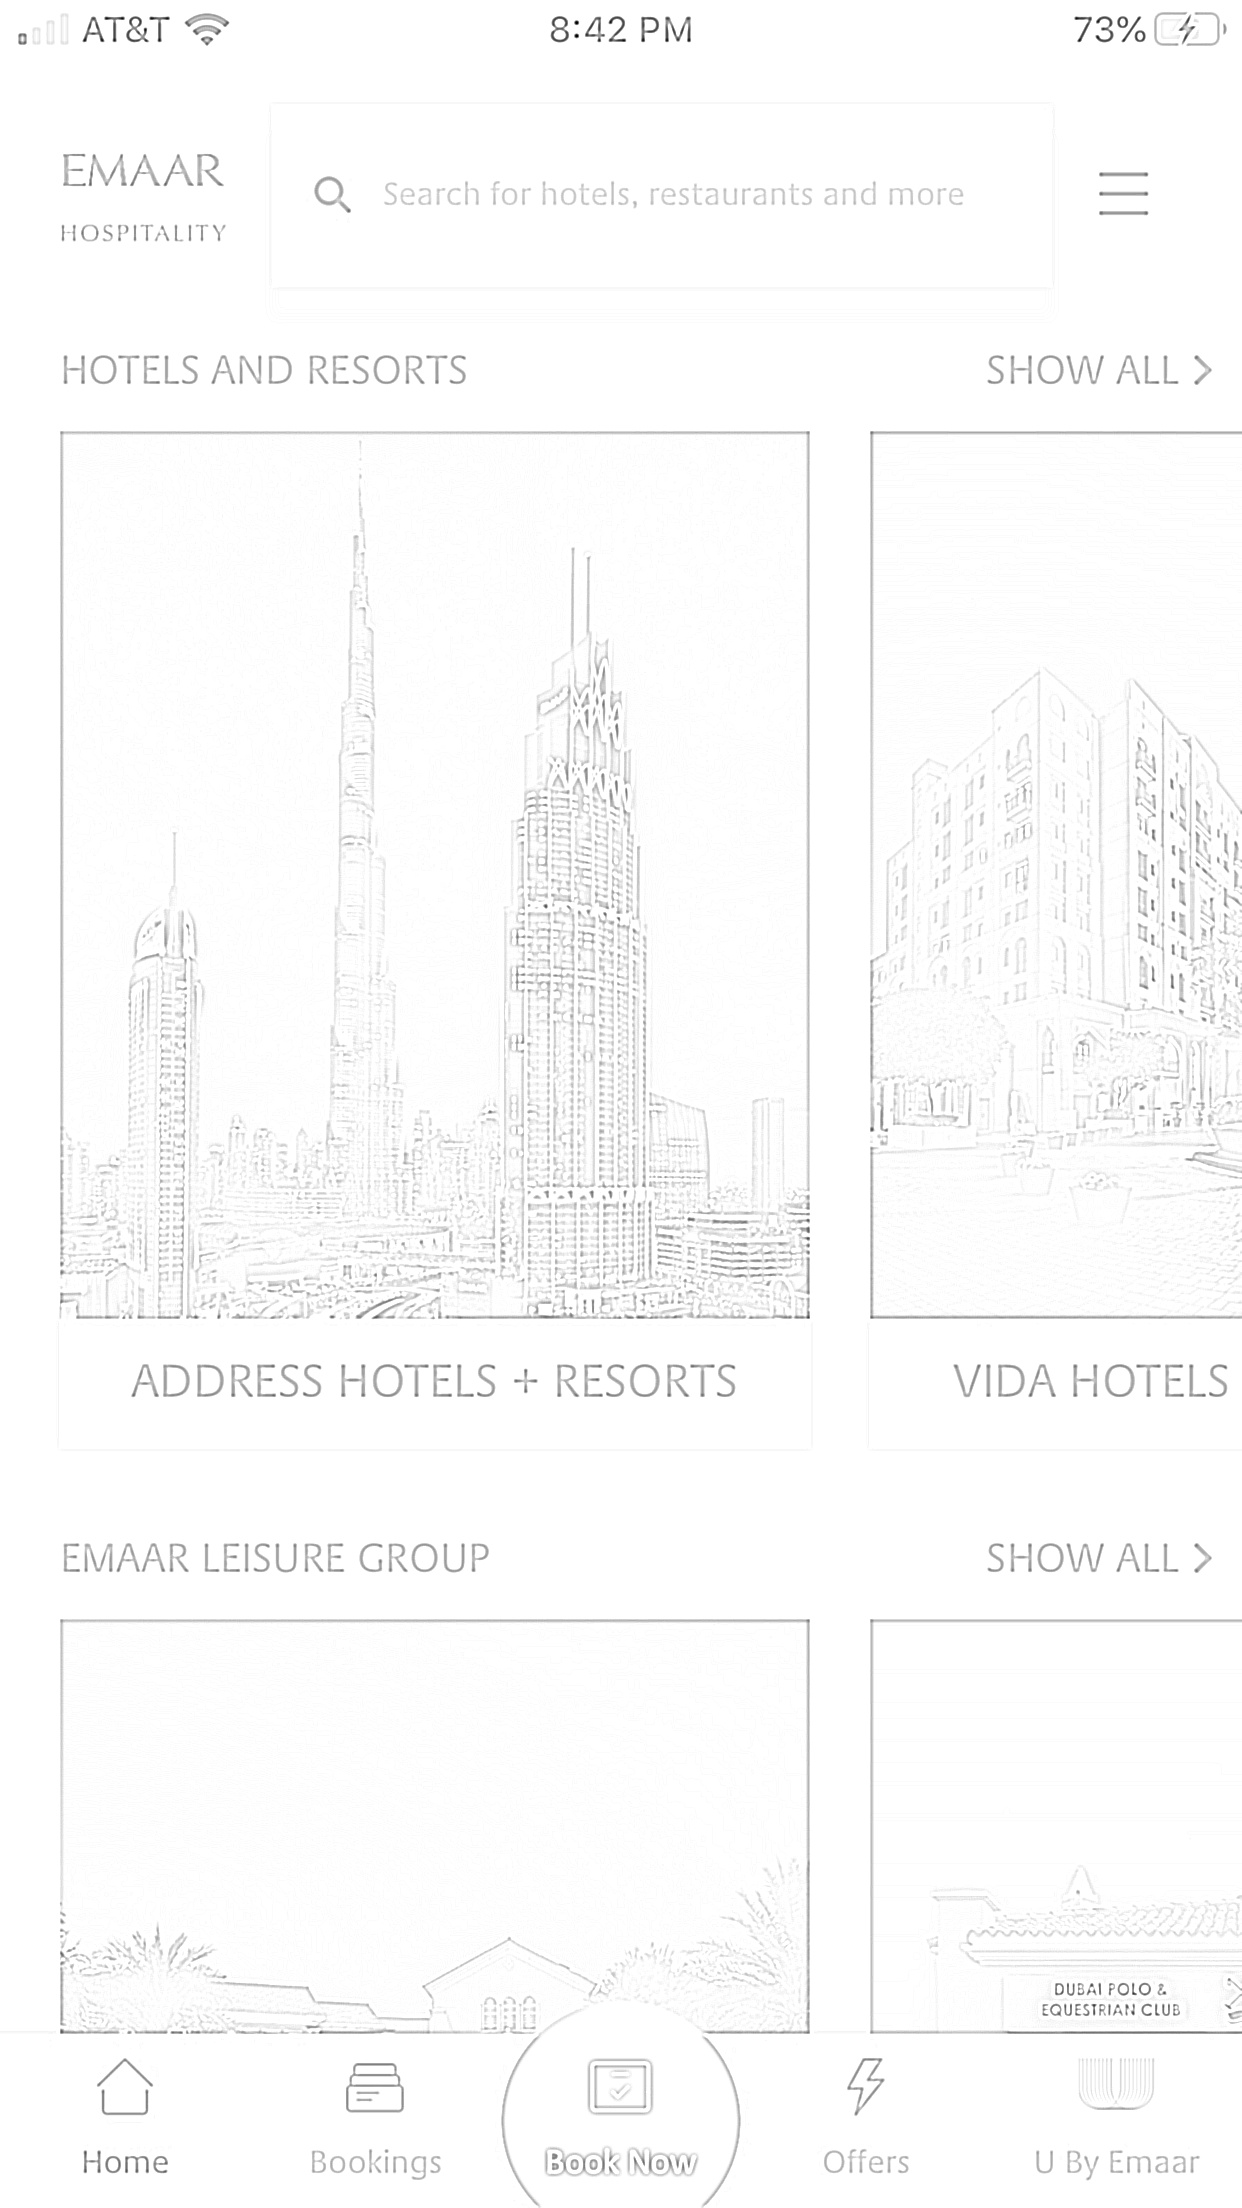 AT&T
8:42 PM
73%
EMAAR
HOSPITALITY
Search for hotels, restaurants and more
HOTELS AND RESORTS
SHOW ALL
ADDRESS HOTELS + RESORTS
VIDA HOTELS
EMAAR LEISURE GROUP
SHOW ALL
DUBAI POLO &
EQUESTRIAN CLUB
Home
Bookings
Book Now
Offers
U By Emaar